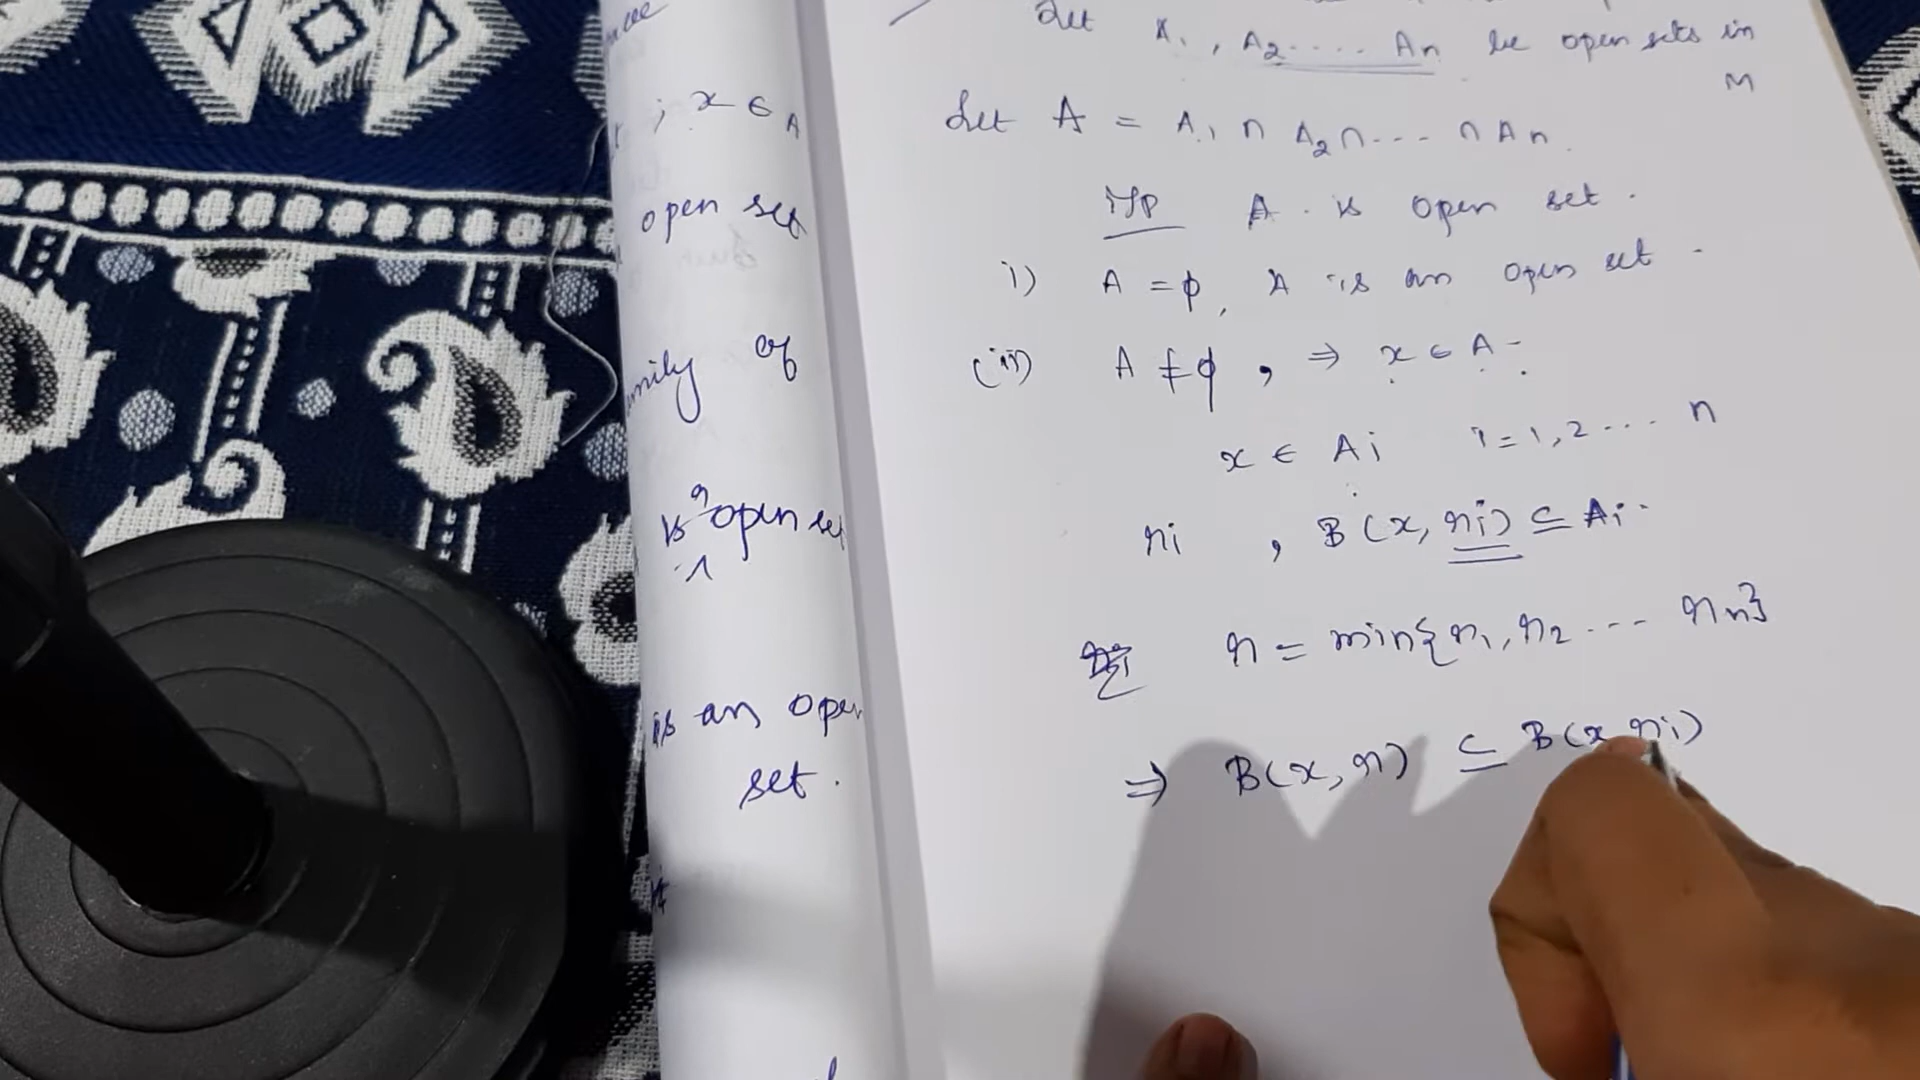 ; x ∈ A
open set
of
is a open set
is an open
set.
Let A₁, A₂..... An be open sets in
M
Let A = A₁ ∩ A₂ ∩ --- ∩ An.
TP A is open set.
i) A = φ, A is an open set.
(ii) A ≠ φ, ⇒ x ∈ A.
x ∈ Ai i=1,2.... n
ri , B(x, ri) ⊆ Ai.
r = min{r₁, r₂ --- rn}
⇒ B(x, r) ⊆ B(x, ri)